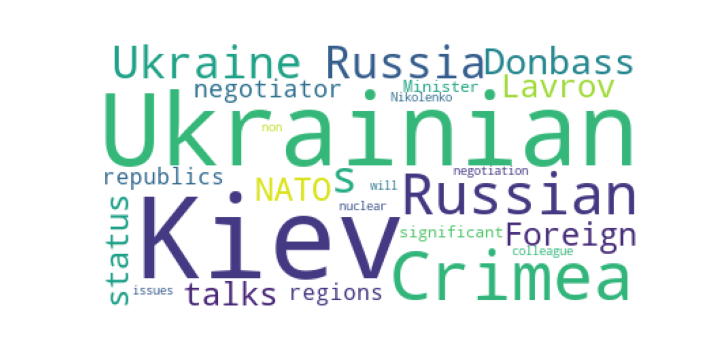 Ukraine Russia Donbass
negotiator Minister Lavrov
Nikolenko
Ukrainian
non
republics negotiation
NATO s will Russian
nuclear
status Kiev significant Foreign
colleague
Crimea
issues talks regions